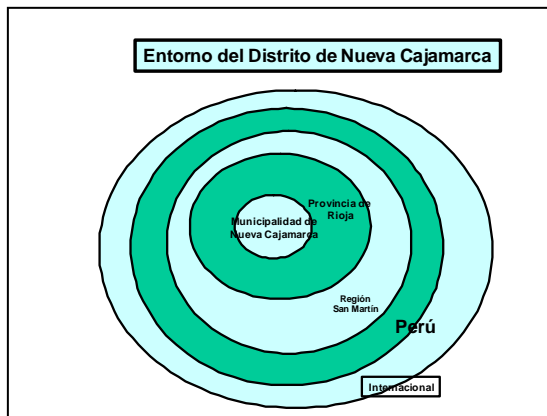 Entorno del Distrito de Nueva Cajamarca
Provincia de
Rioja
Municipalidad de
Nueva Cajamarca
Región
San Martín
Perú
Internacional